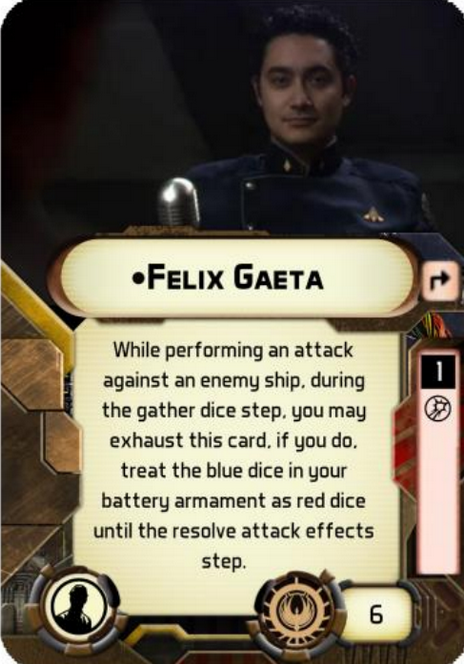 •Felix Gaeta
While performing an attack
against an enemy ship, during
the gather dice step, you may
exhaust this card, if you do,
treat the blue dice in your
battery armament as red dice
until the resolve attack effects
step.
1
6